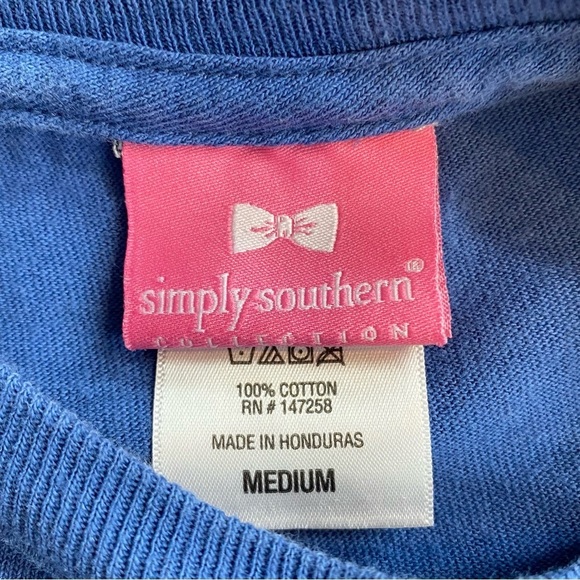 simply southern®
COLLECTION
100% COTTON
RN # 147258
MADE IN HONDURAS
MEDIUM